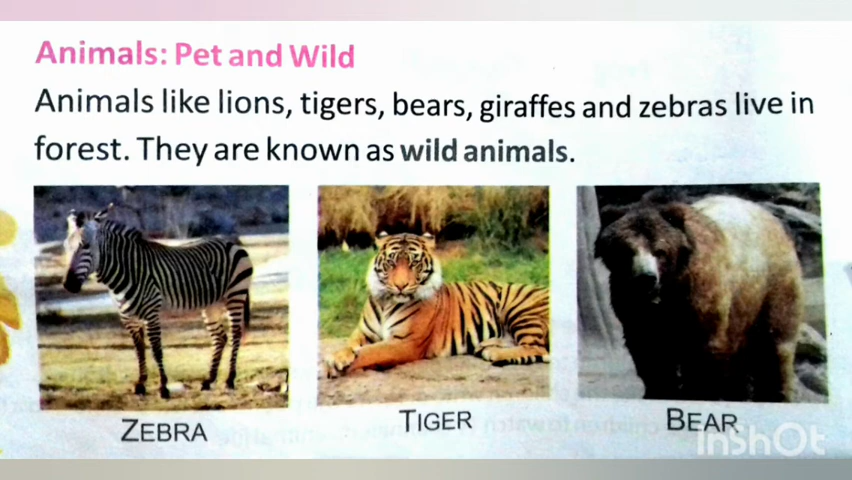 Animals: Pet and Wild
Animals like lions, tigers, bears, giraffes and zebras live in
forest. They are known as wild animals.
ZEBRA
TIGER
BEAR
InShOt